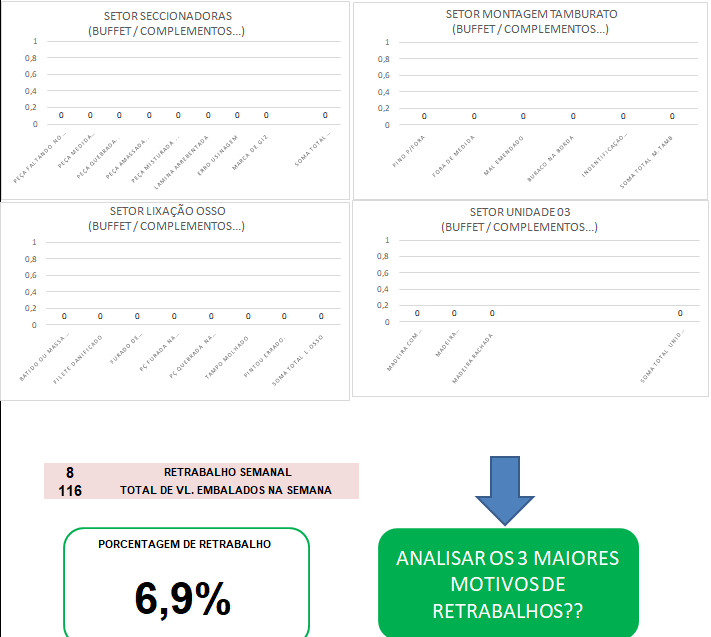 SETOR SECCIONADORAS
(BUFFET / COMPLEMENTOS...)
1
0,8
0,6
0,4
0,2
0
0 0 0 0 0 0 0 0 0
PEÇA FALTANDO NO...
PEÇA MEDIDA...
PEÇA QUEBRADA...
PEÇA AMASSADA...
PEÇA MISTURADA...
LAMINA ARREBENTADA
ERRO USINAGEM
MARCA DE GIZ
SOMA TOTAL...
SETOR MONTAGEM TAMBURATO
(BUFFET / COMPLEMENTOS...)
1
0,8
0,6
0,4
0,2
0
0 0 0 0 0 0
PINO P/FORA
FORA DE MEDIDA
MAL EMENDADO
BURACO NA BORDA
INDENTIFICAÇAO...
SOMA TOTAL M.TAMB
SETOR LIXAÇÃO OSSO
(BUFFET / COMPLEMENTOS...)
1
0,8
0,6
0,4
0,2
0
0 0 0 0 0 0 0 0
BATIDO OU MASSA...
FILETE DANIFICADO
FURADO DE...
PÇ FURADA NA...
PÇ QUEBRADA NA...
TAMPO MOLHADO
PINTOU ERRADO
SOMA TOTAL L.OSSO
SETOR UNIDADE 03
(BUFFET / COMPLEMENTOS...)
1
0,8
0,6
0,4
0,2
0
0 0 0 0
MADEIRA COM...
MADEIRA...
MADEIRA RACHADA
SOMA TOTAL UNID...
8 RETRABALHO SEMANAL
116 TOTAL DE VL. EMBALADOS NA SEMANA
PORCENTAGEM DE RETRABALHO
6,9%
ANALISAR OS 3 MAIORES
MOTIVOS DE
RETRABALHOS??